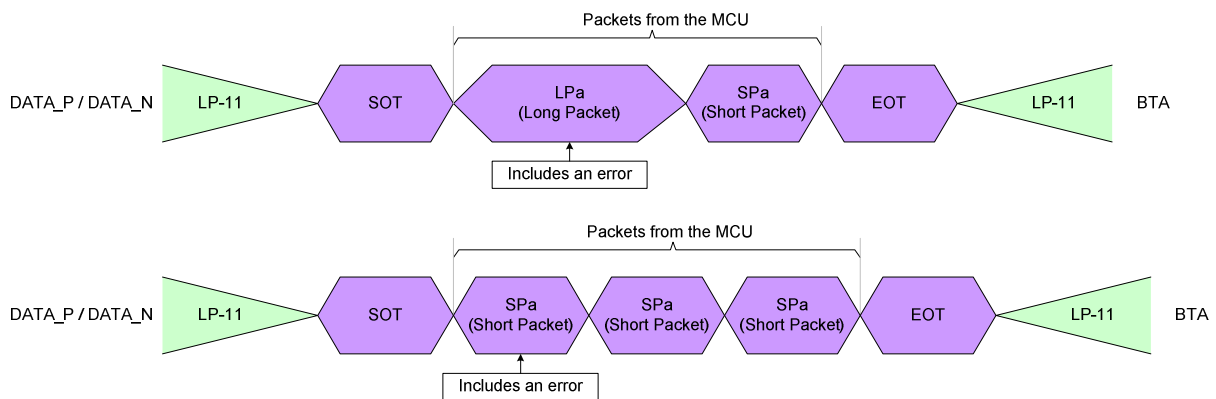 Packets from the MCU
DATA_P / DATA_N
LP-11
SOT
LPa
(Long Packet)
SPa
(Short Packet)
EOT
LP-11
BTA
Includes an error
Packets from the MCU
DATA_P / DATA_N
LP-11
SOT
SPa
(Short Packet)
SPa
(Short Packet)
SPa
(Short Packet)
EOT
LP-11
BTA
Includes an error